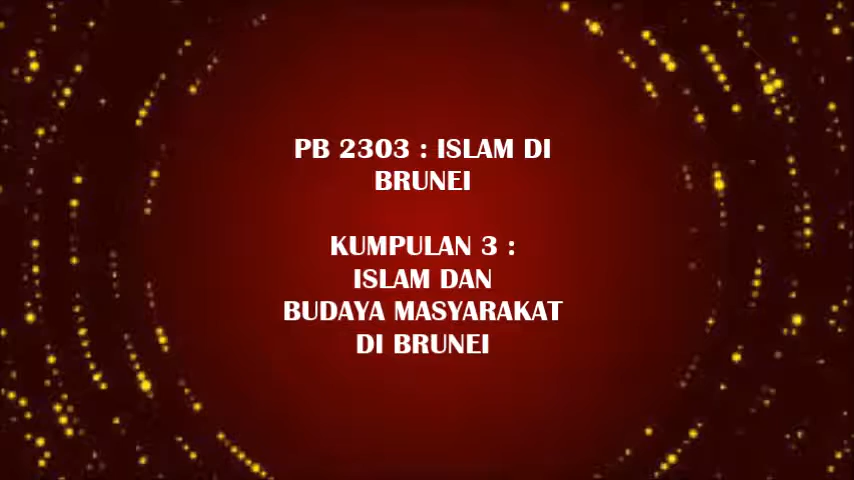 PB 2303 : ISLAM DI
BRUNEI
KUMPULAN 3 :
ISLAM DAN
BUDAYA MASYARAKAT
DI BRUNEI